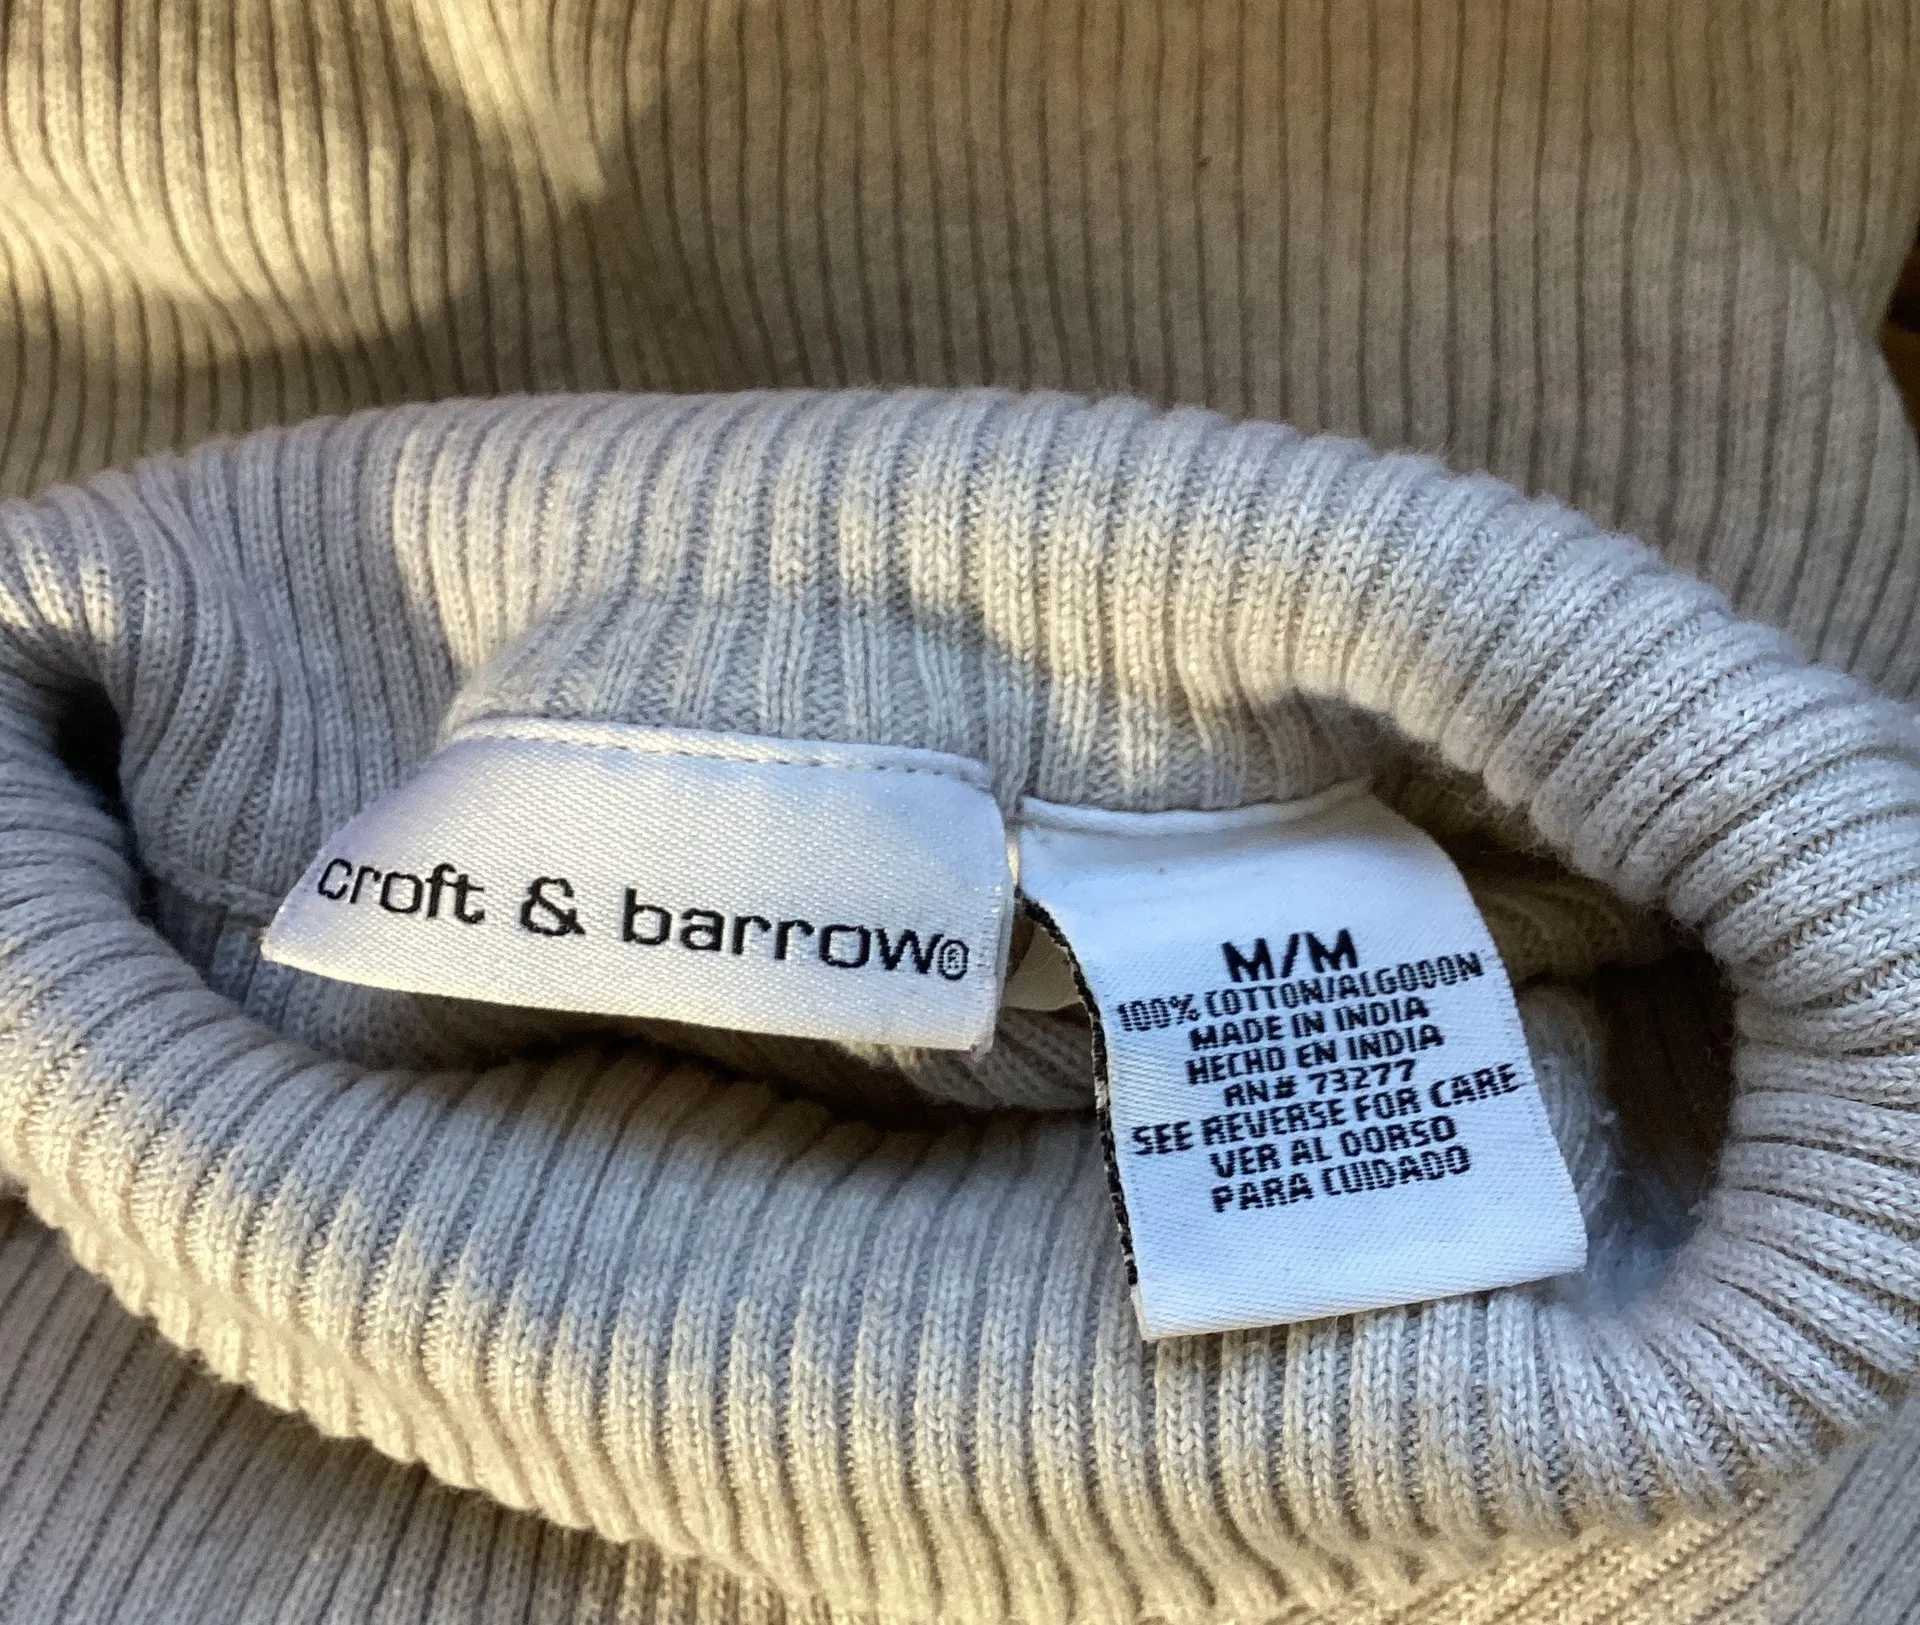 croft & barrow®
M/M
100% COTTON/ALGODON
MADE IN INDIA
HECHO EN INDIA
RN# 73277
SEE REVERSE FOR CARE
VER AL DORSO
PARA CUIDADO